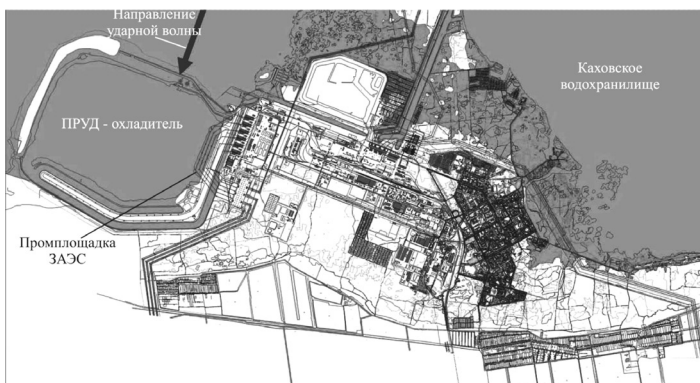 Направление
ударной волны
Каховское
водохранилище
ПРУД - охладитель
Промплощадка
ЗАЭС